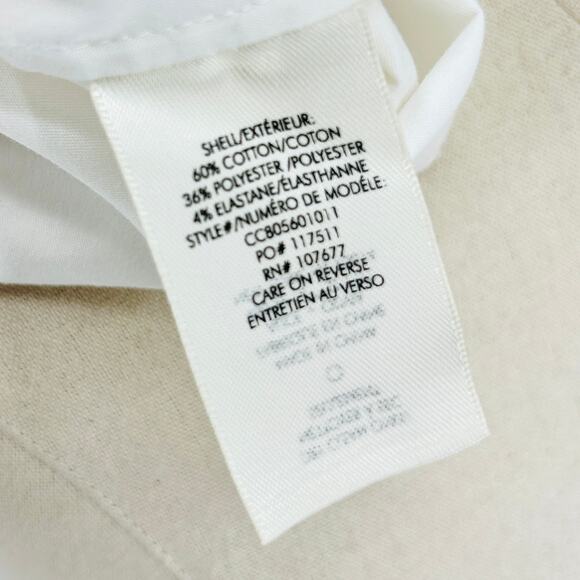 SHELL/EXTÉRIEUR:
60% COTTON/COTON
36% POLYESTER /POLYESTER
4% ELASTANE/ÉLASTHANNE
STYLE#/NUMÉRO DE MODÈLE:
CC805601011
PO# 117511
RN# 107677
CARE ON REVERSE
ENTRETIEN AU VERSO